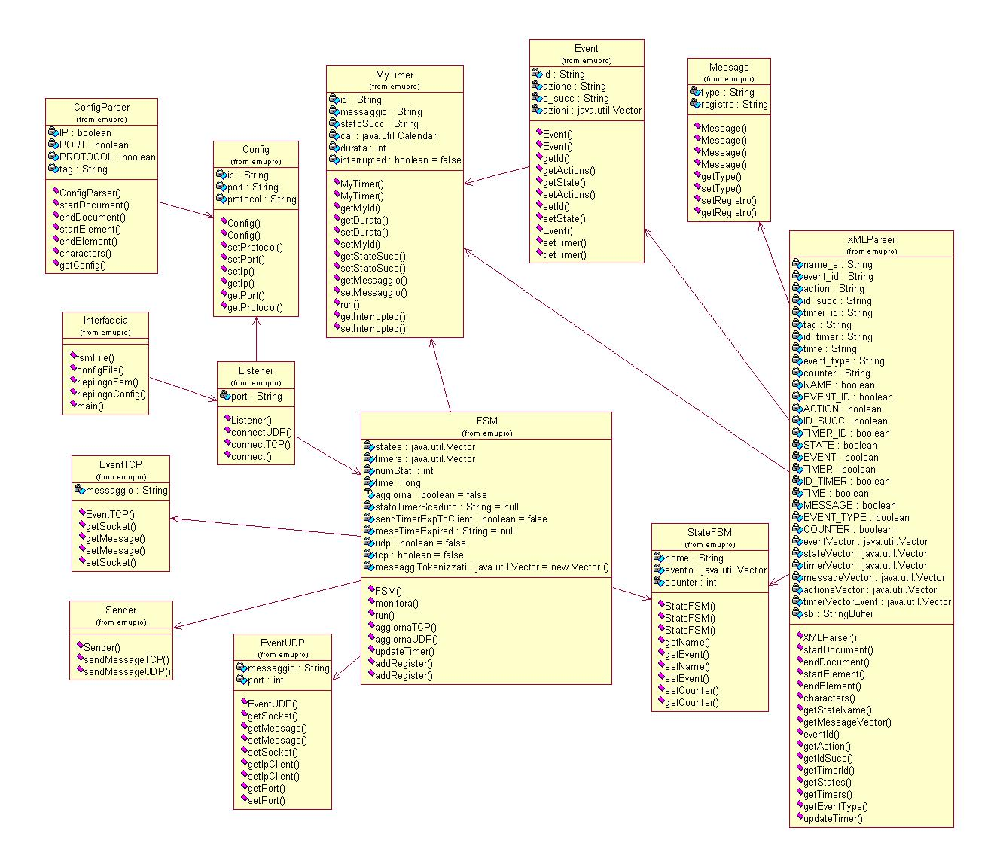 ConfigParser
(from emupro)
IP : boolean
PORT : boolean
PROTOCOL : boolean
tag : String
ConfigParser()
startDocument()
endDocument()
startElement()
endElement()
characters()
getConfig()
Config
(from emupro)
ip : String
port : String
protocol : String
Config()
Config()
setProtocol()
setPort()
setIp()
getIp()
getPort()
getProtocol()
MyTimer
(from emupro)
id : String
messaggio : String
statoSucc : String
cal : java.util.Calendar
durata : int
interrupted : boolean = false
MyTimer()
MyTimer()
getMyId()
getDurata()
setDurata()
setMyId()
getStateSucc()
setStatoSucc()
getMessaggio()
setMessaggio()
run()
getInterrupted()
setInterrupted()
Event
(from emupro)
id : String
azione : String
s_succ : String
azioni : java.util.Vector
Event()
Event()
getId()
getActions()
getState()
setActions()
setId()
setState()
Event()
setTimer()
getTimer()
Message
(from emupro)
type : String
registro : String
Message()
Message()
Message()
Message()
getType()
setType()
setRegistro()
getRegistro()
Interfaccia
(from emupro)
fsmFile()
configFile()
riepilogoFsm()
riepilogoConfig()
main()
Listener
(from emupro)
port : String
Listener()
connectUDP()
connectTCP()
connect()
EventTCP
(from emupro)
messaggio : String
EventTCP()
getSocket()
getMessage()
setMessage()
setSocket()
Sender
(from emupro)
Sender()
sendMessageTCP()
sendMessageUDP()
EventUDP
(from emupro)
messaggio : String
port : int
EventUDP()
getSocket()
getMessage()
setMessage()
setSocket()
getIpClient()
setIpClient()
getPort()
setPort()
FSM
(from emupro)
states : java.util.Vector
timers : java.util.Vector
numStati : int
time : long
aggiorna : boolean = false
statoTimerScaduto : String = null
sendTimerExpToClient : boolean = false
messTimeExpired : String = null
udp : boolean = false
tcp : boolean = false
messaggiTokenizzati : java.util.Vector = new Vector ()
FSM()
monitora()
run()
aggiornaTCP()
aggiornaUDP()
updateTimer()
addRegister()
addRegister()
StateFSM
(from emupro)
nome : String
evento : java.util.Vector
counter : int
StateFSM()
StateFSM()
StateFSM()
getName()
getEvent()
setName()
setEvent()
setCounter()
getCounter()
XMLParser
(from emupro)
name_s : String
event_id : String
action : String
id_succ : String
timer_id : String
tag : String
id_timer : String
time : String
event_type : String
counter : String
NAME : boolean
EVENT_ID : boolean
ACTION : boolean
ID_SUCC : boolean
TIMER_ID : boolean
STATE : boolean
EVENT : boolean
TIMER : boolean
ID_TIMER : boolean
TIME : boolean
MESSAGE : boolean
EVENT_TYPE : boolean
COUNTER : boolean
eventVector : java.util.Vector
stateVector : java.util.Vector
timerVector : java.util.Vector
messageVector : java.util.Vector
actionsVector : java.util.Vector
timerVectorEvent : java.util.Vector
sb : StringBuffer
XMLParser()
startDocument()
endDocument()
startElement()
endElement()
characters()
getStateName()
getMessageVector()
eventId()
getAction()
getIdSucc()
getTimerId()
getStates()
getTimers()
getEventType()
updateTimer()